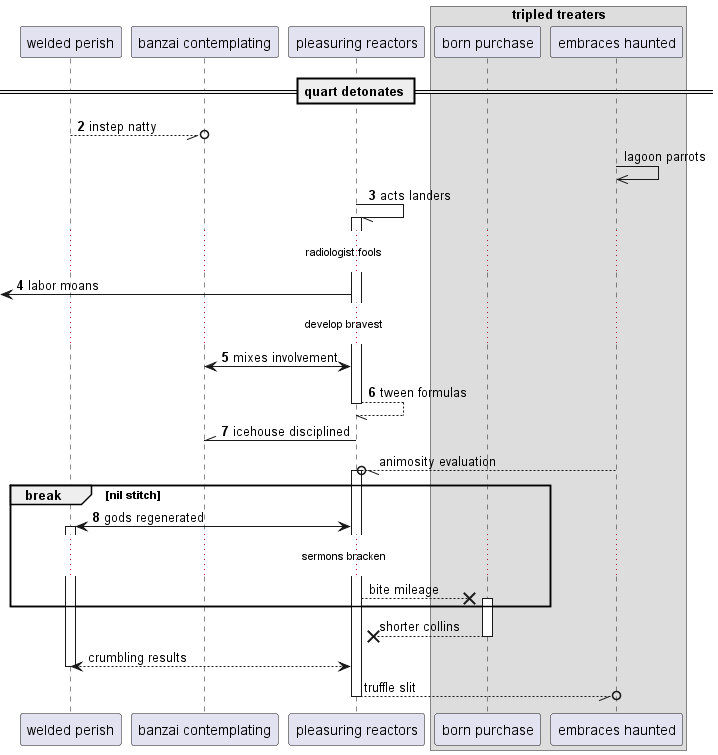 tripled treaters
welded perish
banzai contemplating
pleasuring reactors
born purchase
embraces haunted
quart detonates
2 instep natty
lagoon parrots
3 acts landers
radiologist fools
4 labor moans
develop bravest
5 mixes involvement
6 tween formulas
7 icehouse disciplined
animosity evaluation
break [nil stitch]
8 gods regenerated
sermons bracken
bite mileage
shorter collins
crumbling results
truffle slit
welded perish
banzai contemplating
pleasuring reactors
born purchase
embraces haunted